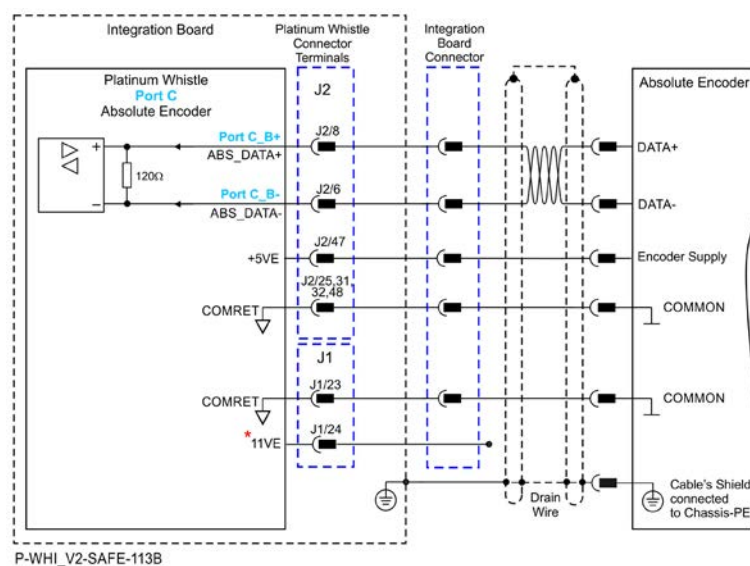 Integration Board
Platinum Whistle
Connector
Terminals
Integration
Board
Connector
Platinum Whistle
Port C
Absolute Encoder
J2
Absolute Encoder
Port C_B+
ABS_DATA+
J2/8
DATA+
120Ω
+
–
Port C_B-
ABS_DATA-
J2/6
DATA-
+5VE
J2/47
Encoder Supply
J2/25,31,
32,48
COMRET
COMMON
J1
COMRET
J1/23
COMMON
*
11VE
J1/24
Drain
Wire
Cable's Shield
connected
to Chassis-PE
P-WHI_V2-SAFE-113B